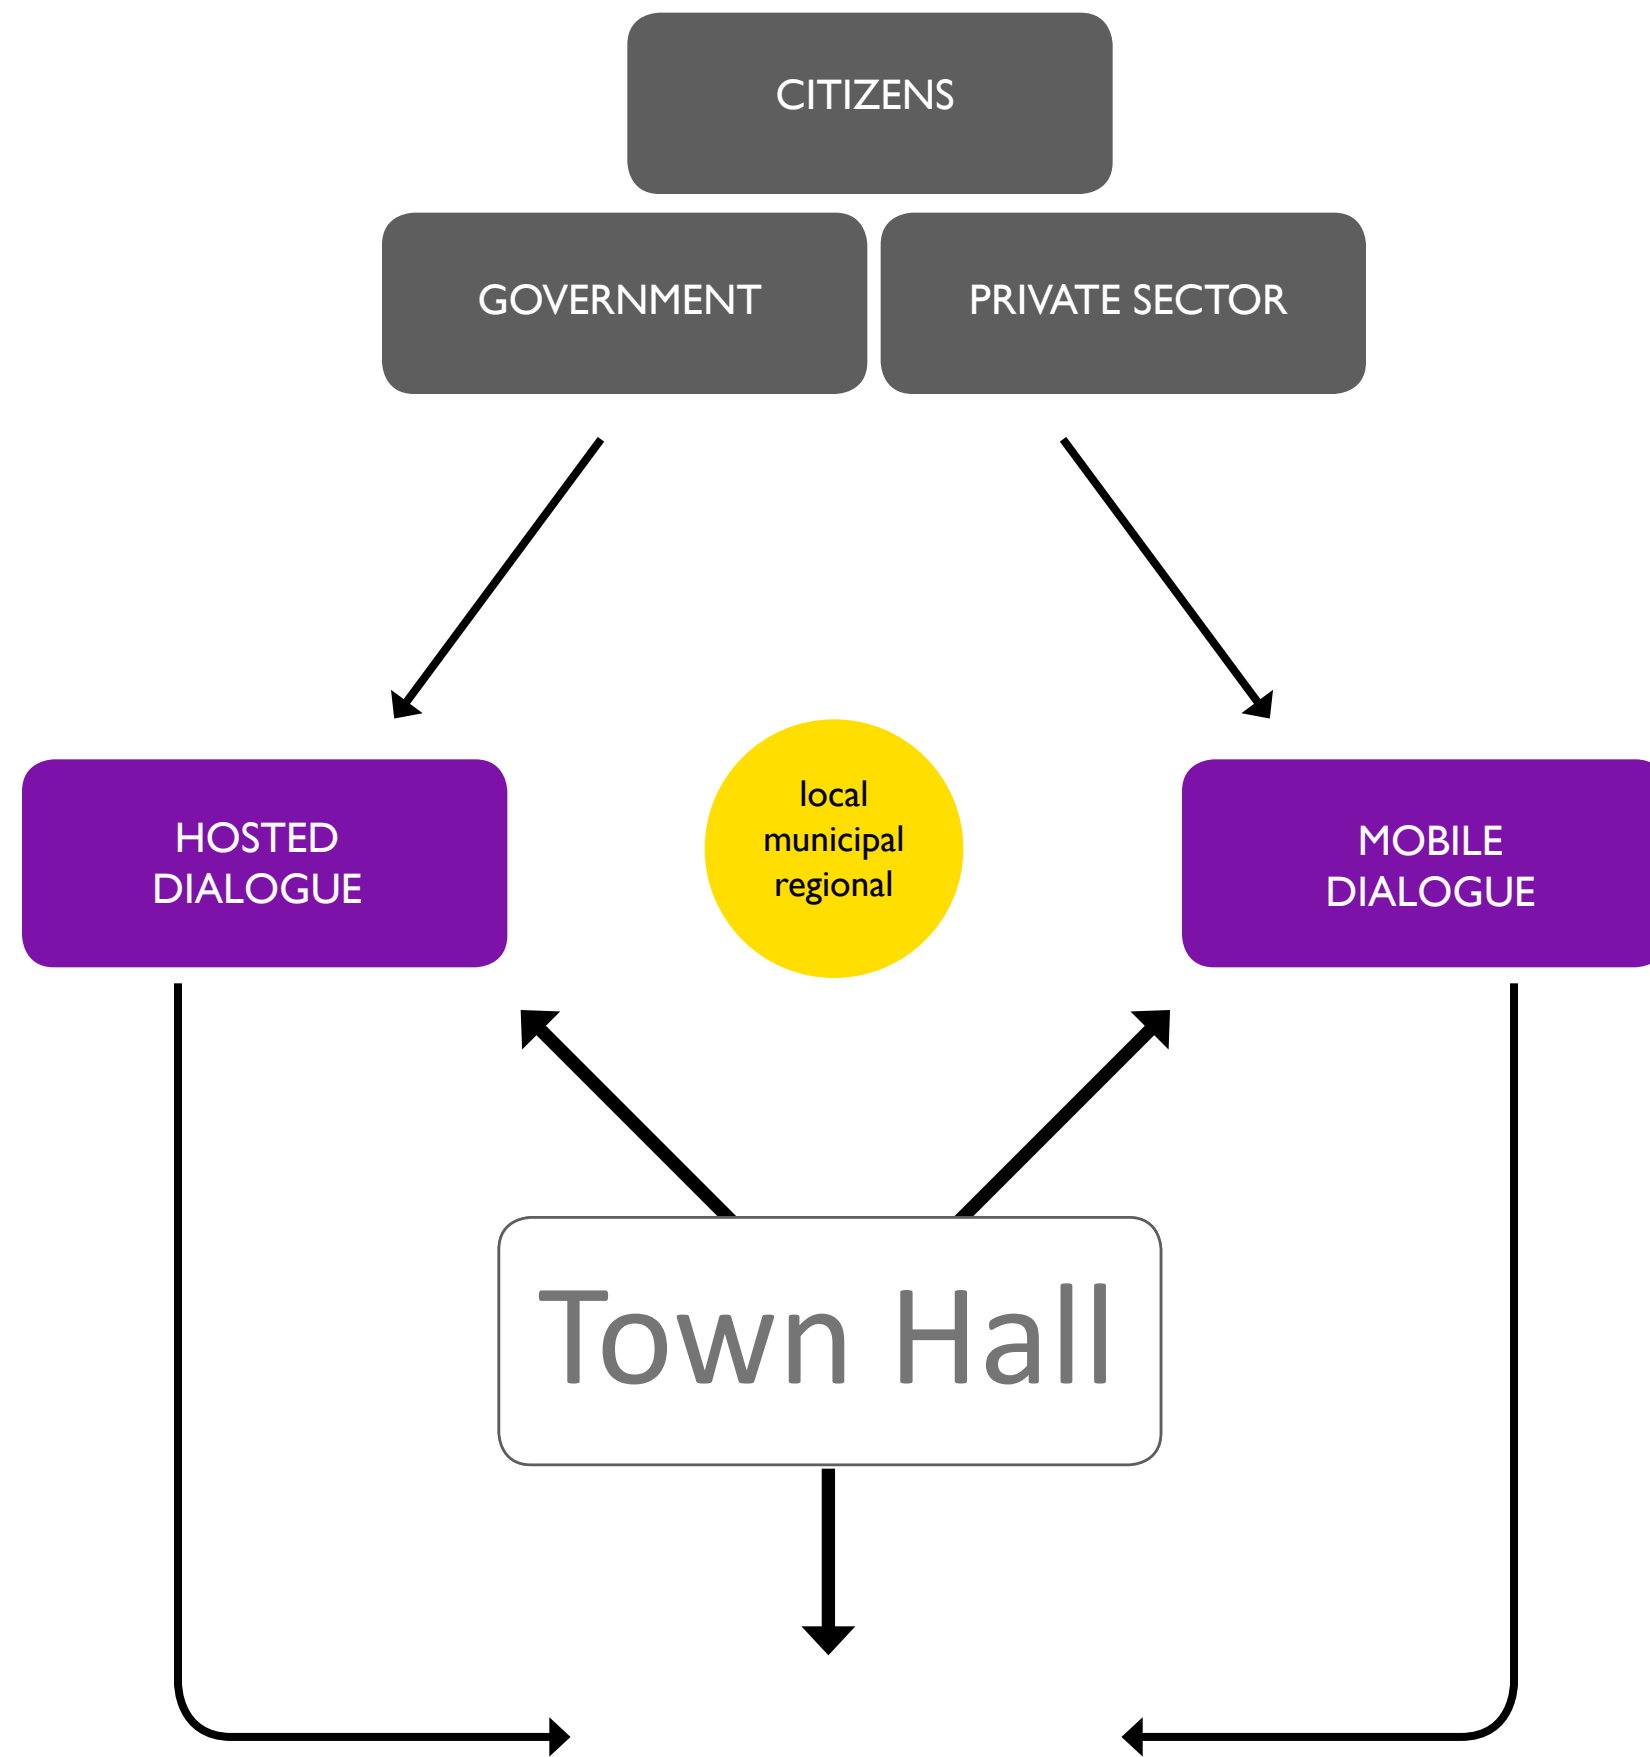 CITIZENS
GOVERNMENT
PRIVATE SECTOR
HOSTED
DIALOGUE
local
municipal
regional
MOBILE
DIALOGUE
Town Hall